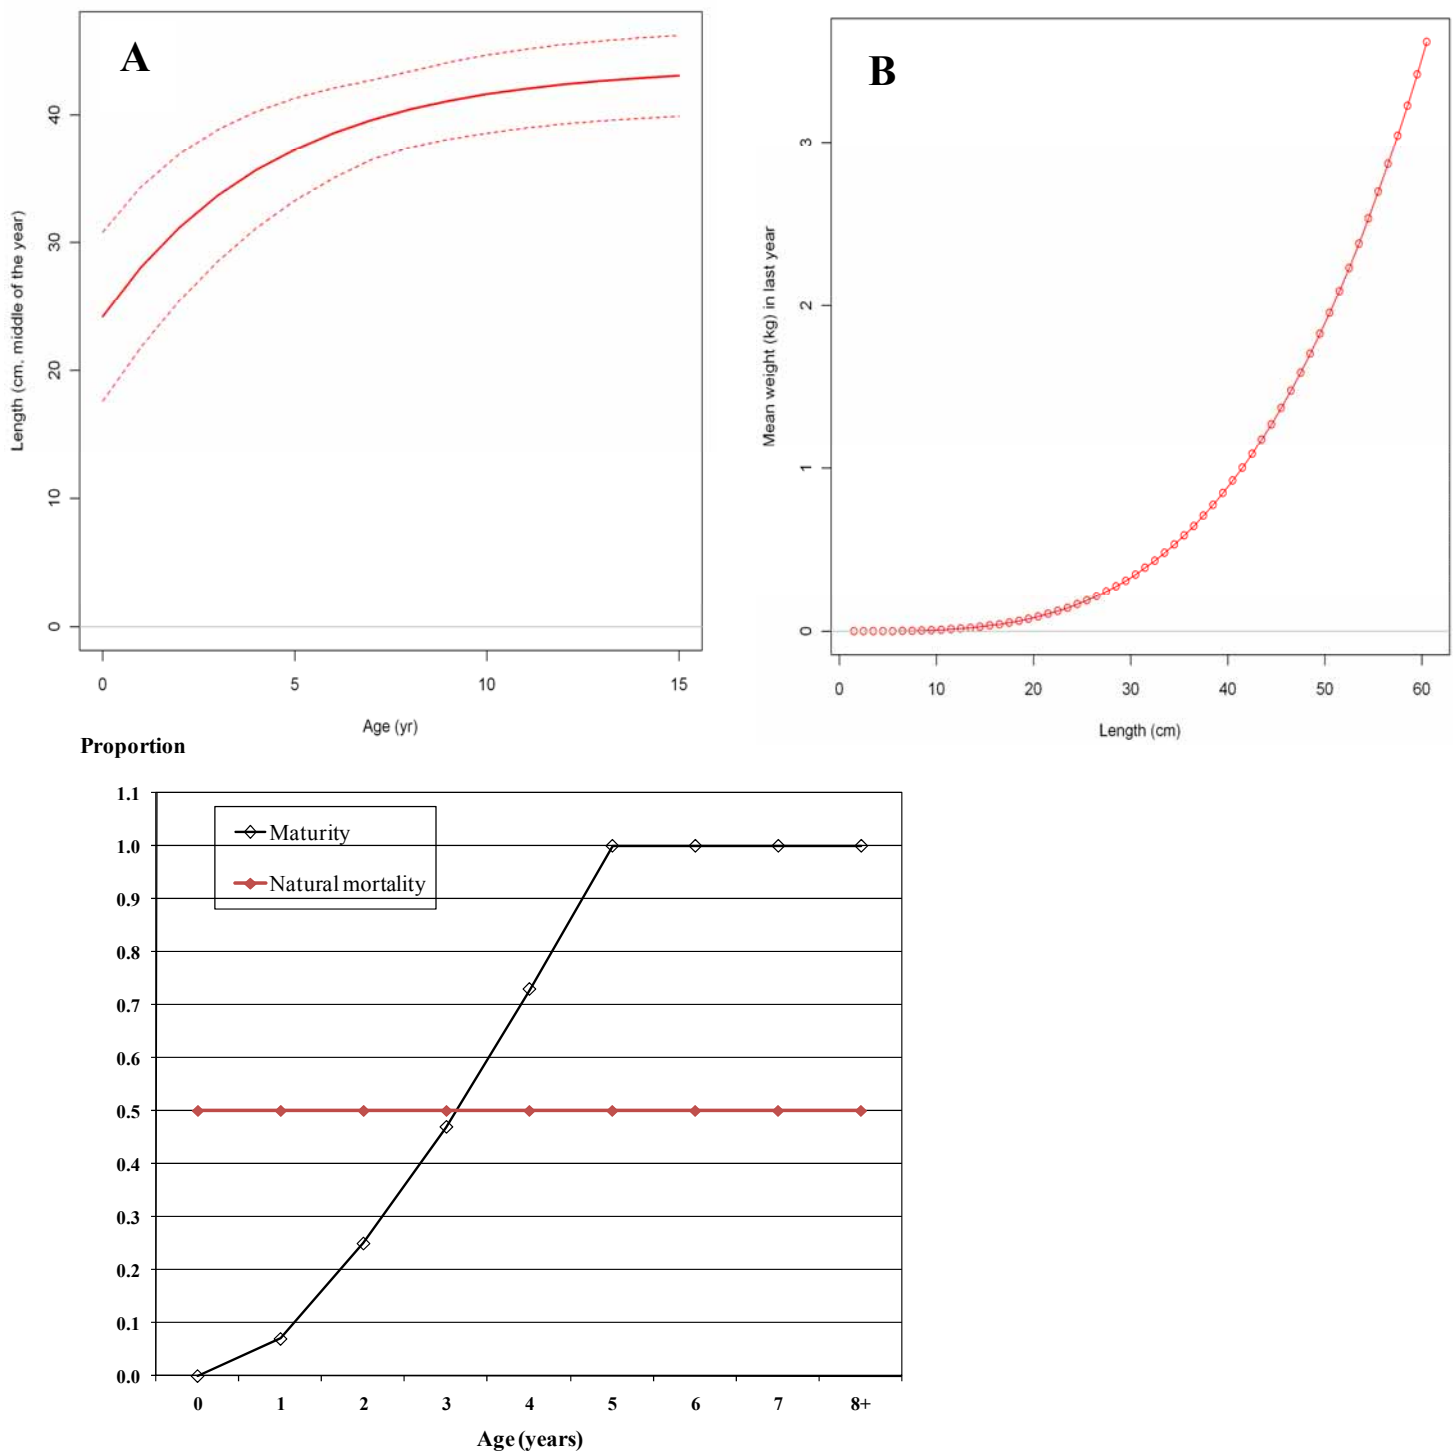 A
Length (cm, middle of the year)
40
30
20
10
0
0 5 10 15
Age (yr)
B
Mean weight (kg) in last year
3
2
1
0
0 10 20 30 40 50 60
Length (cm)
Proportion
1.1
1.0
0.9
0.8
0.7
0.6
0.5
0.4
0.3
0.2
0.1
0.0
Maturity
Natural mortality
0 1 2 3 4 5 6 7 8+
Age (years)